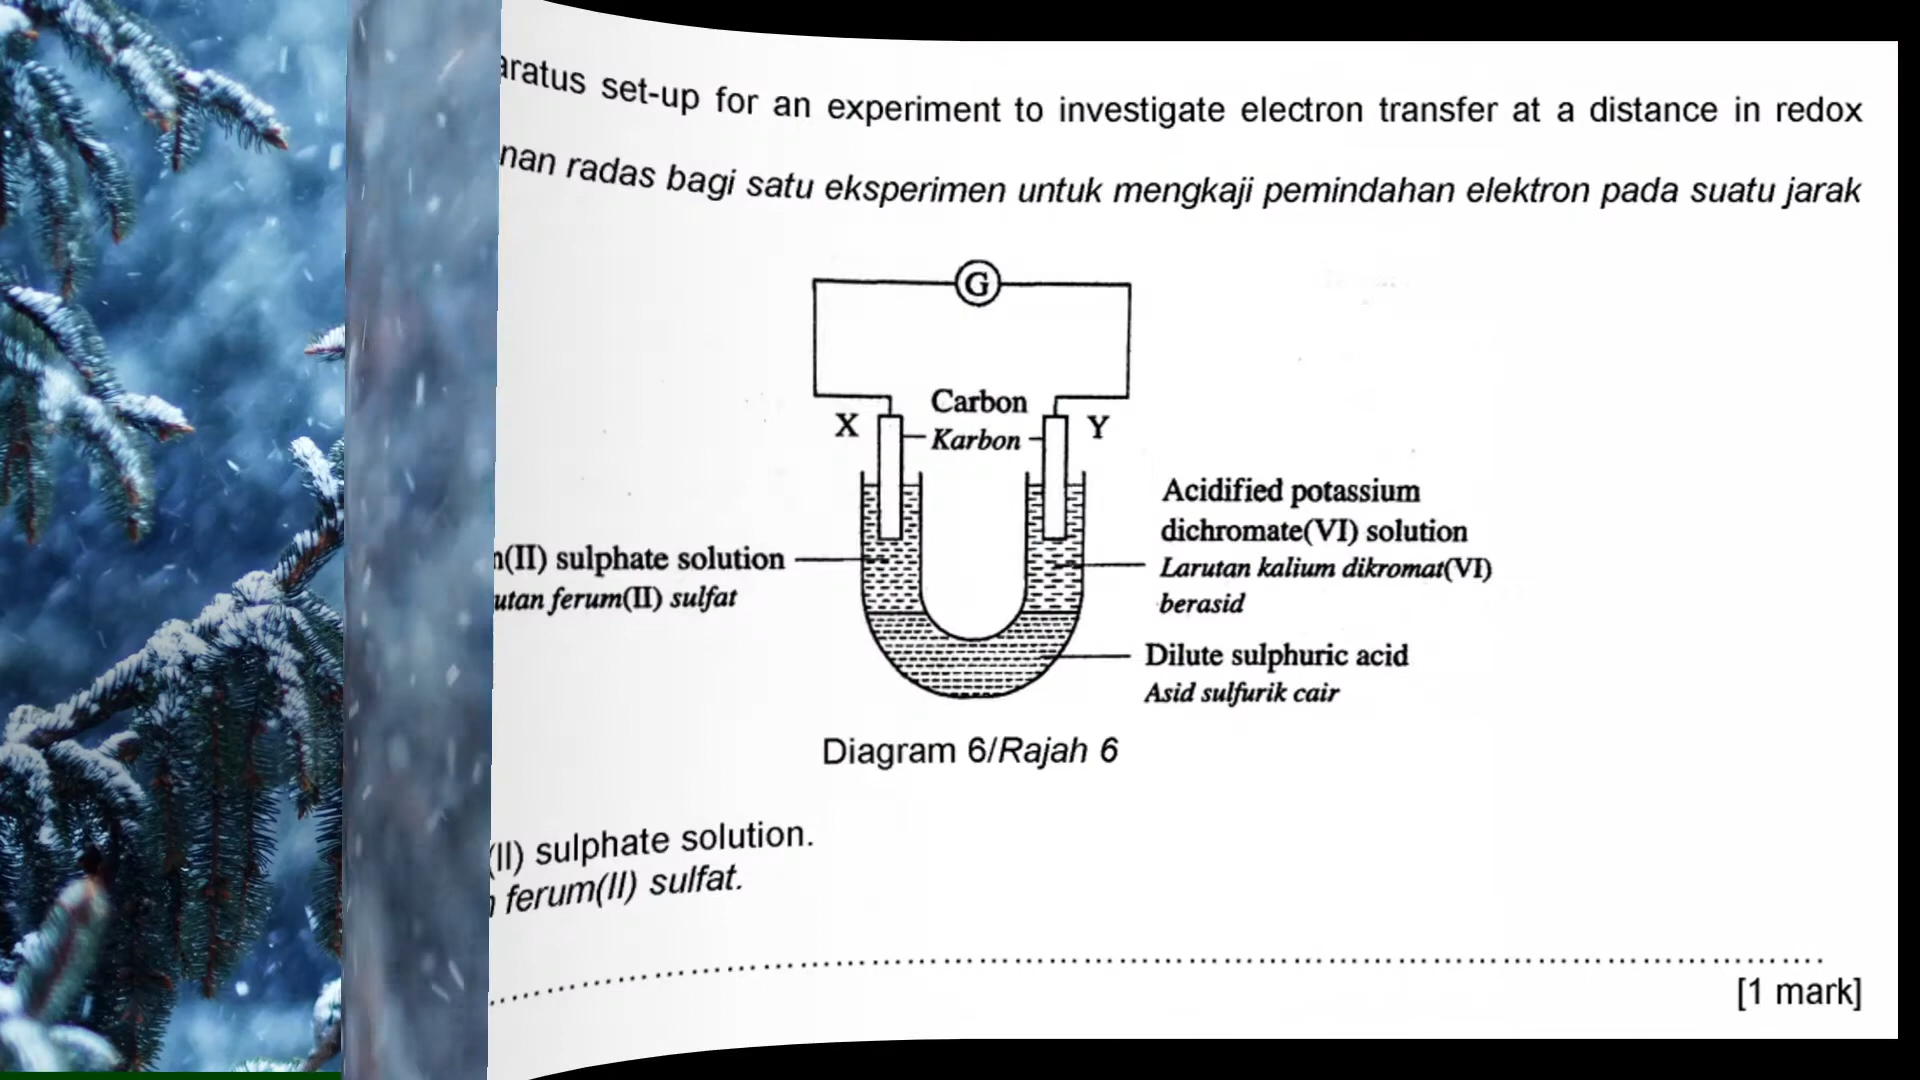 set-up for an experiment to investigate electron transfer at a distance in redox
radas bagi satu eksperimen untuk mengkaji pemindahan elektron pada suatu jarak
G
X
Carbon
Karbon
Y
Acidified potassium
dichromate(VI) solution
Larutan kalium dikromat(VI)
berasid
(II) sulphate solution
ferum(II) sulfat
Dilute sulphuric acid
Asid sulfurik cair
Diagram 6/Rajah 6
(II) sulphate solution.
ferum(II) sulfat.
[1 mark]